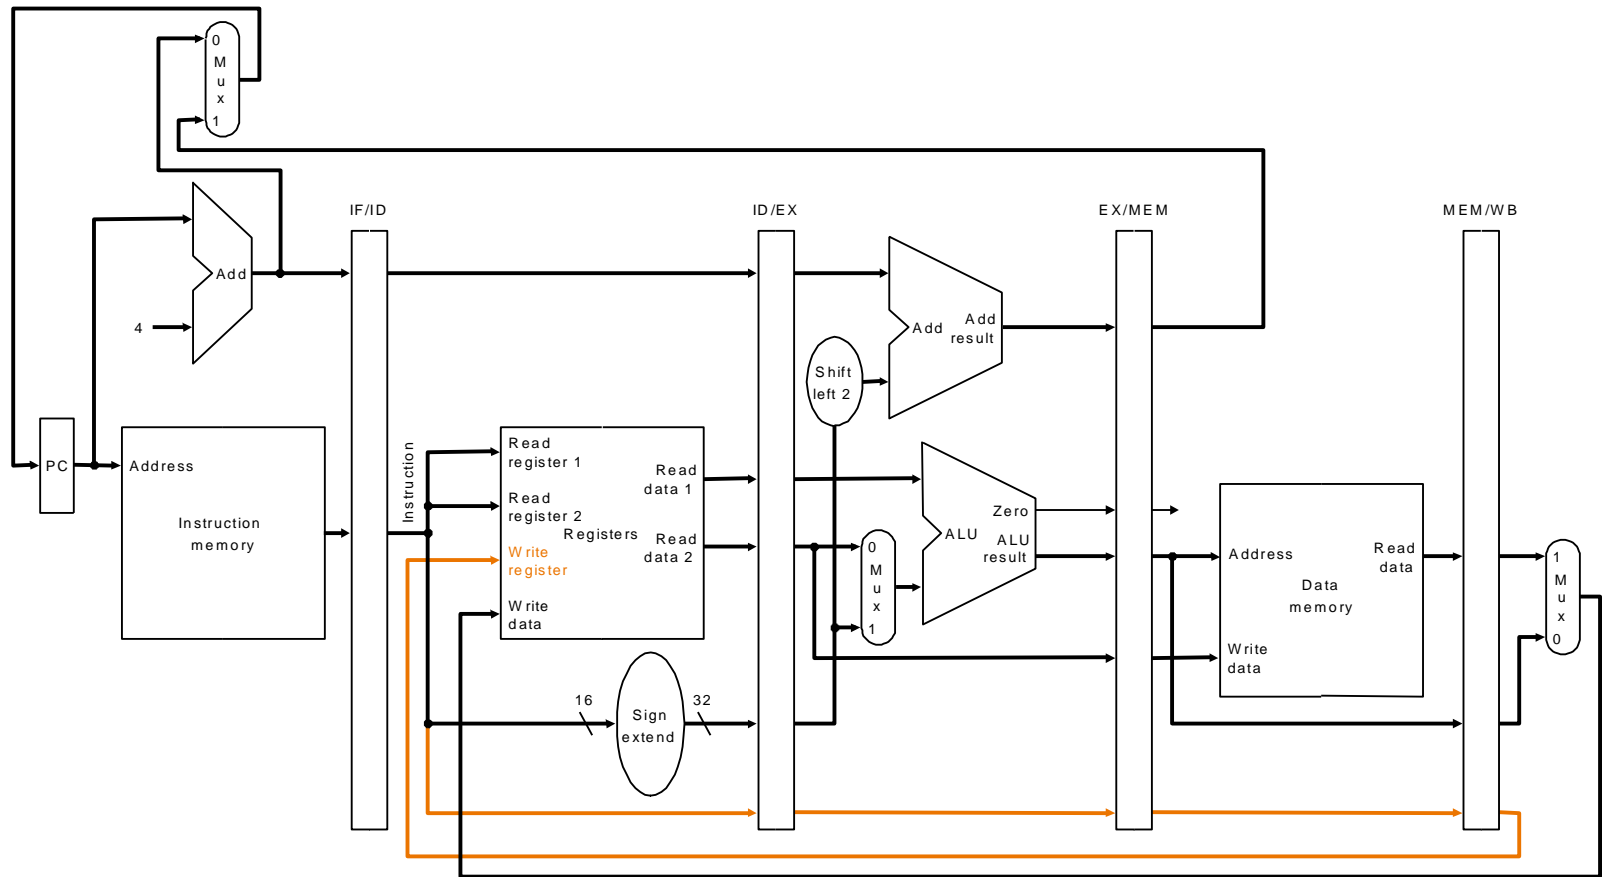 0
M
u
x
1
IF/ID
ID/EX
EX/MEM
MEM/WB
Add
4
Add
Add
result
Shift
left 2
PC
Address
Instruction
memory
Instruction
Read
register 1
Read
register 2
Write
register
Write
data
Registers
Read
data 1
Read
data 2
16
Sign
extend
32
0
M
u
x
1
Zero
ALU
ALU
result
Address
Read
data
Data
memory
Write
data
1
M
u
x
0